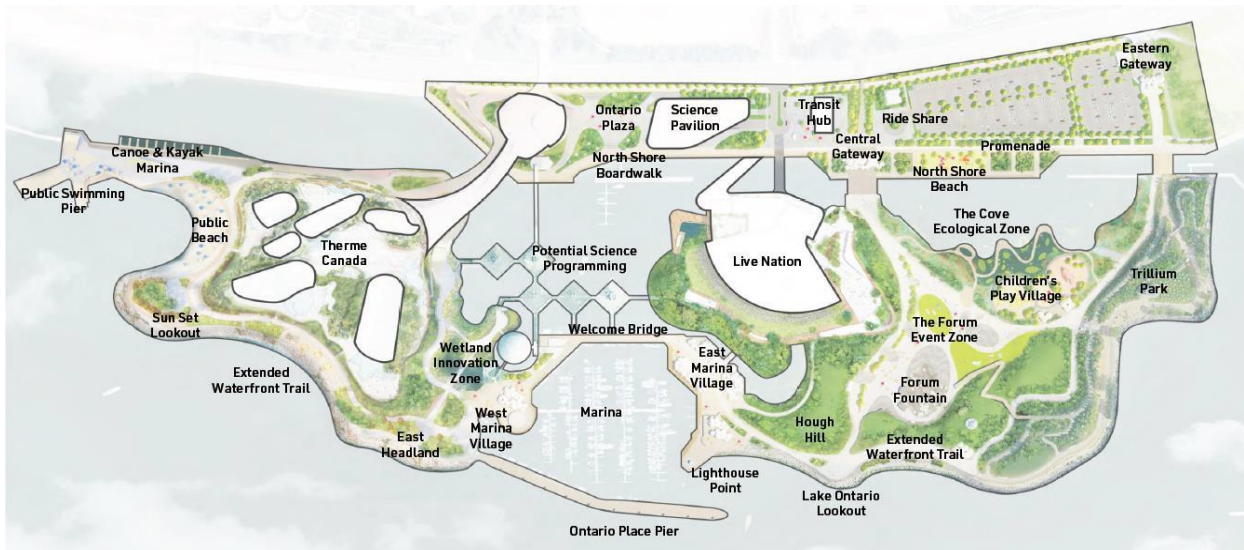 Eastern
Gateway
Ontario
Plaza
Science
Pavilion
Transit
Hub
Ride Share
Central
Gateway
Promenade
Canoe & Kayak
Marina
North Shore
Boardwalk
North Shore
Beach
Public Swimming
Pier
Public
Beach
The Cove
Ecological Zone
Therme
Canada
Potential Science
Programming
Live Nation
Children's
Play Village
Trillium
Park
Sun Set
Lookout
Welcome Bridge
The Forum
Event Zone
Wetland
Innovation
Zone
East
Marina
Village
Extended
Waterfront Trail
Forum
Fountain
West
Marina
Village
Marina
Hough
Hill
East
Headland
Extended
Waterfront Trail
Lighthouse
Point
Lake Ontario
Lookout
Ontario Place Pier